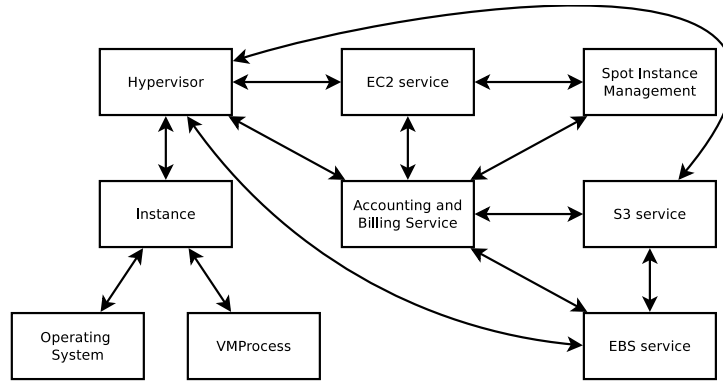 Hypervisor
EC2 service
Spot Instance
Management
Instance
Accounting and
Billing Service
S3 service
Operating
System
VMProcess
EBS service